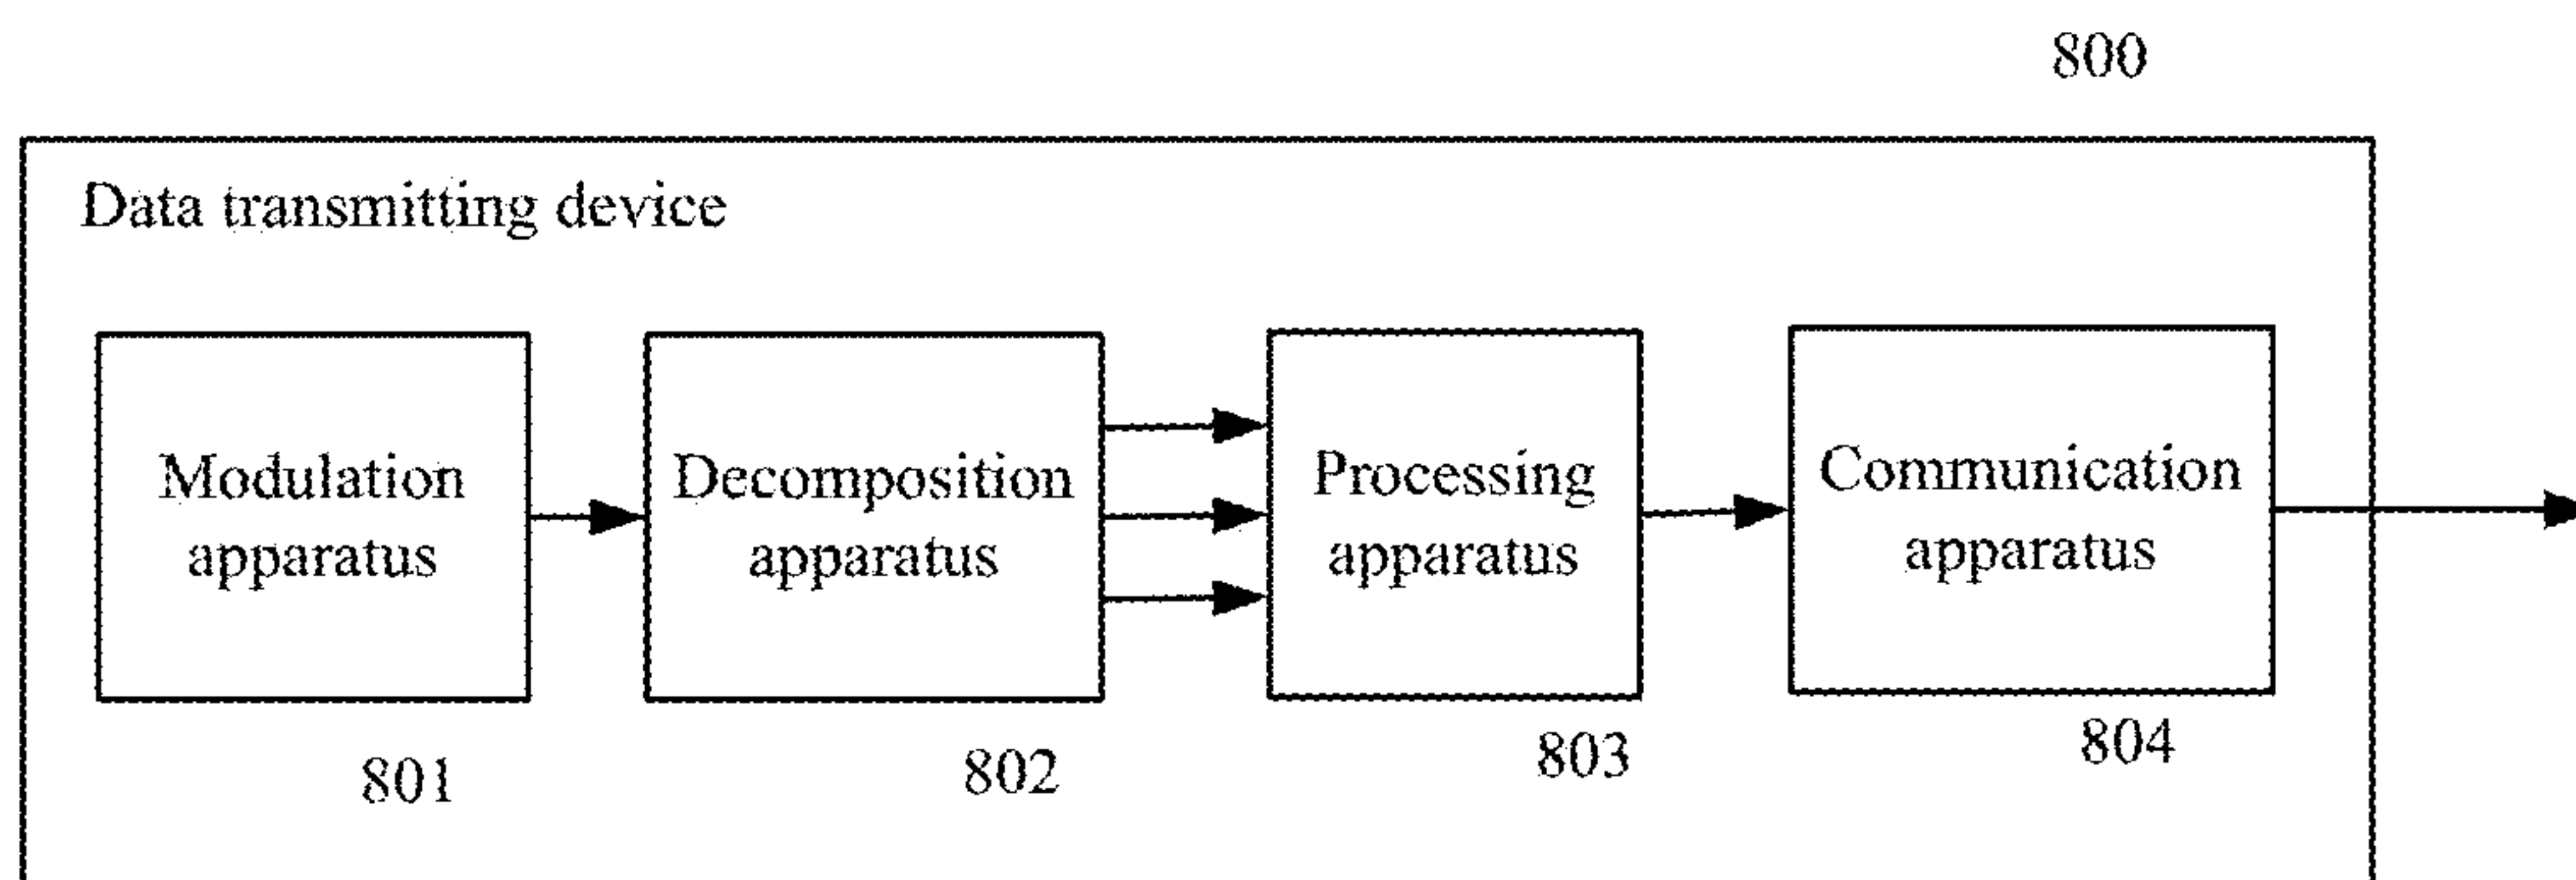 800
Data transmitting device
Modulation
apparatus
Decomposition
apparatus
Processing
apparatus
Communication
apparatus
801
802
803
804